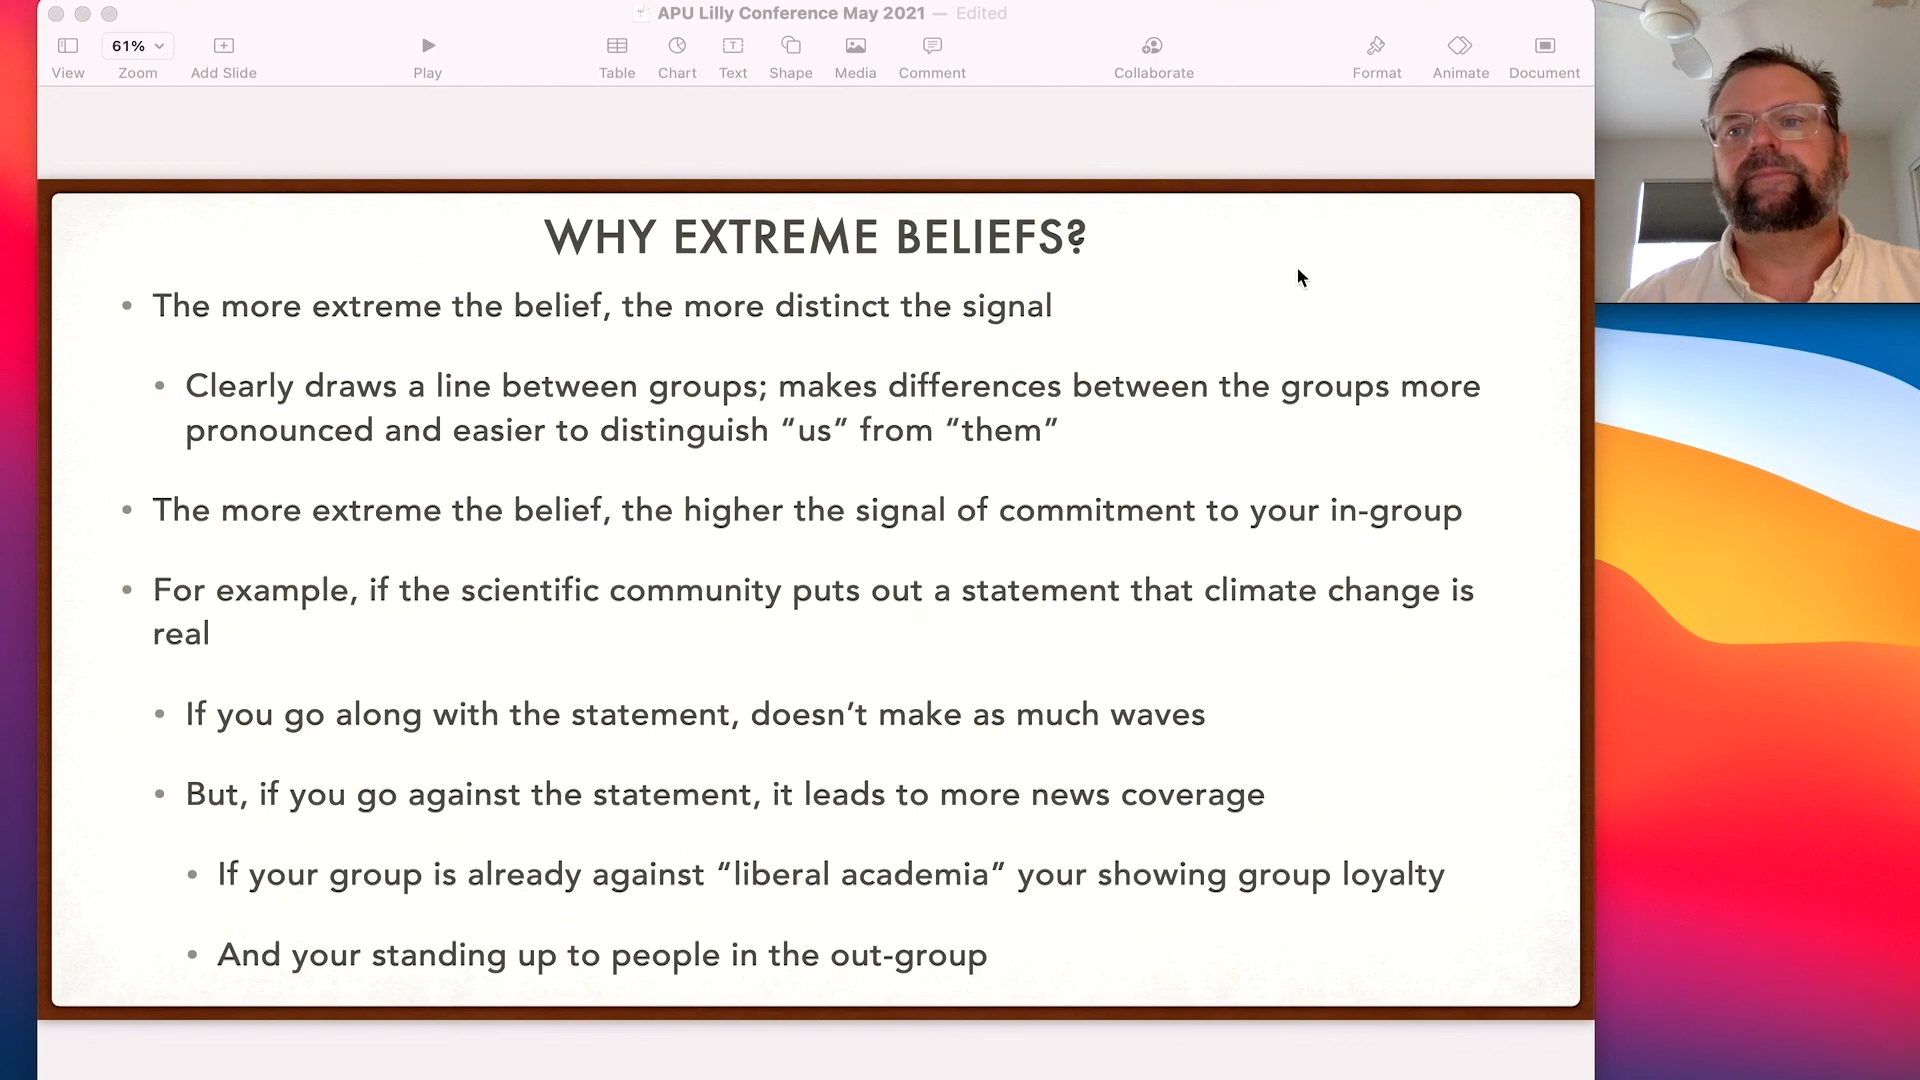 APU Lilly Conference May 2021 — Edited
61%
View Zoom Add Slide Play Table Chart Text Shape Media Comment Collaborate Format Animate Document
WHY EXTREME BELIEFS?
• The more extreme the belief, the more distinct the signal
• Clearly draws a line between groups; makes differences between the groups more
pronounced and easier to distinguish “us” from “them”
• The more extreme the belief, the higher the signal of commitment to your in-group
• For example, if the scientific community puts out a statement that climate change is
real
• If you go along with the statement, doesn’t make as much waves
• But, if you go against the statement, it leads to more news coverage
• If your group is already against “liberal academia” your showing group loyalty
• And your standing up to people in the out-group